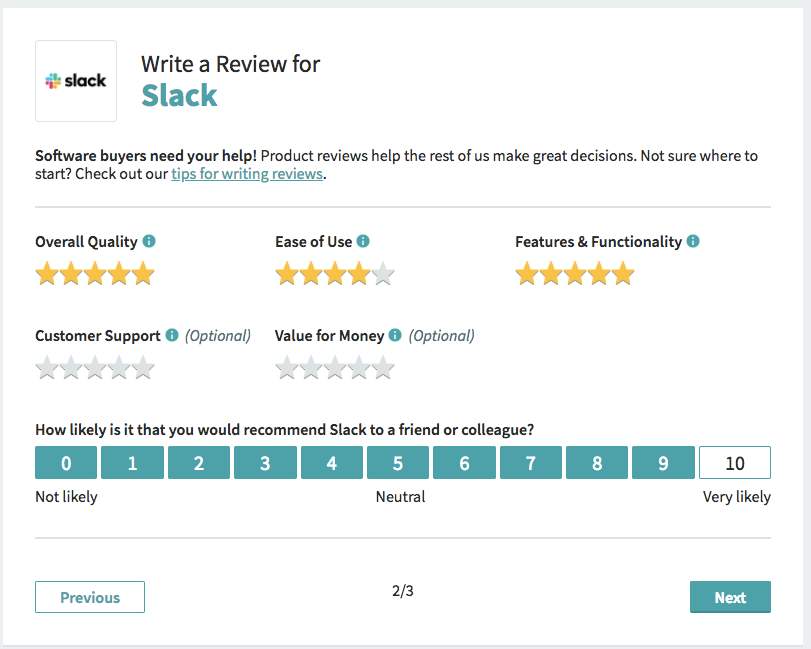 slack
Write a Review for
Slack
Software buyers need your help! Product reviews help the rest of us make great decisions. Not sure where to
start? Check out our tips for writing reviews.
Overall Quality i
Ease of Use i
Features & Functionality i
Customer Support i (Optional)
Value for Money i (Optional)
How likely is it that you would recommend Slack to a friend or colleague?
0 1 2 3 4 5 6 7 8 9 10
Not likely Neutral Very likely
Previous 2/3 Next